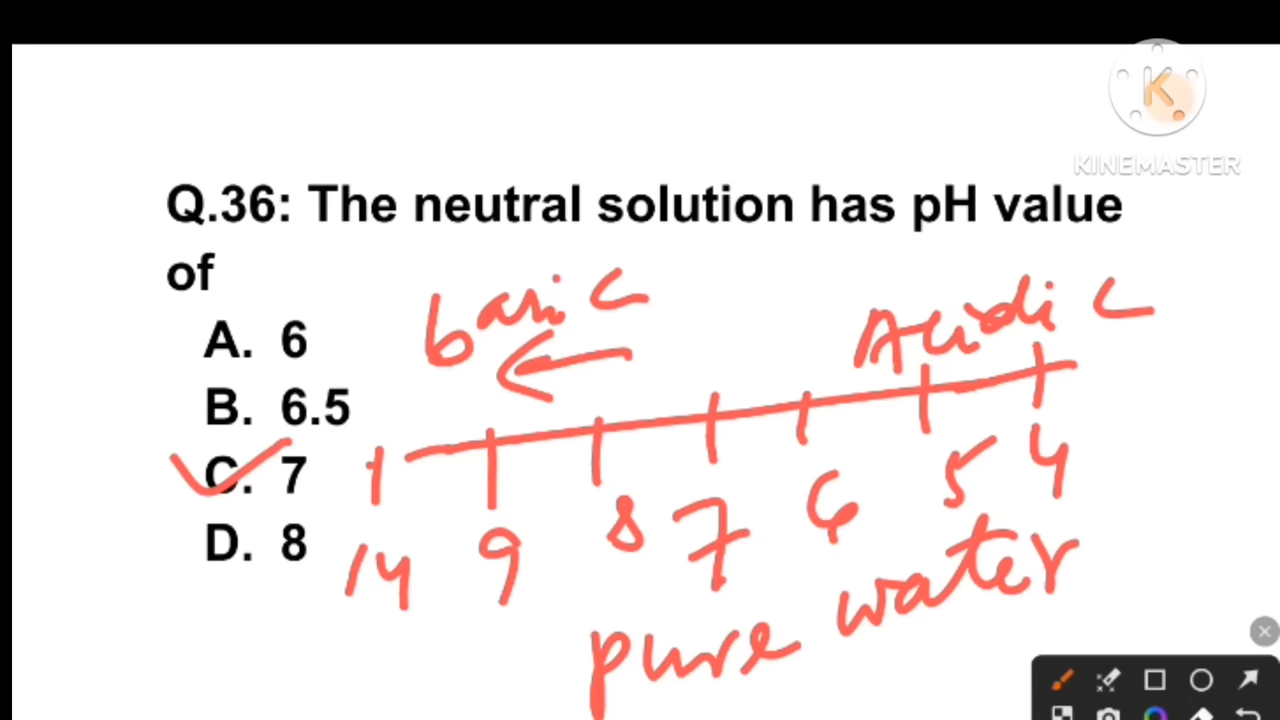 KINEMASTER
Q.36: The neutral solution has pH value
of
basic Acidic
A. 6
B. 6.5
C. 7
D. 8
14 9 8 7 6 5 4
pure water